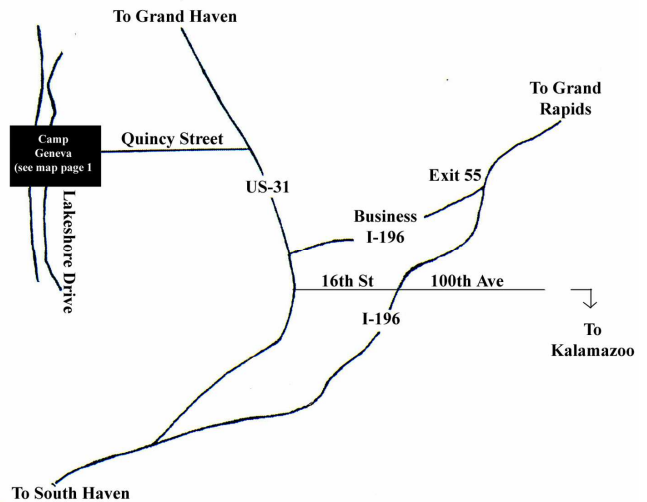 To Grand Haven
To Grand
Rapids
Camp
Geneva
(see map page 1
Quincy Street
Exit 55
US-31
Lakeshore Drive
Business
I-196
16th St
100th Ave
I-196
To
Kalamazoo
To South Haven